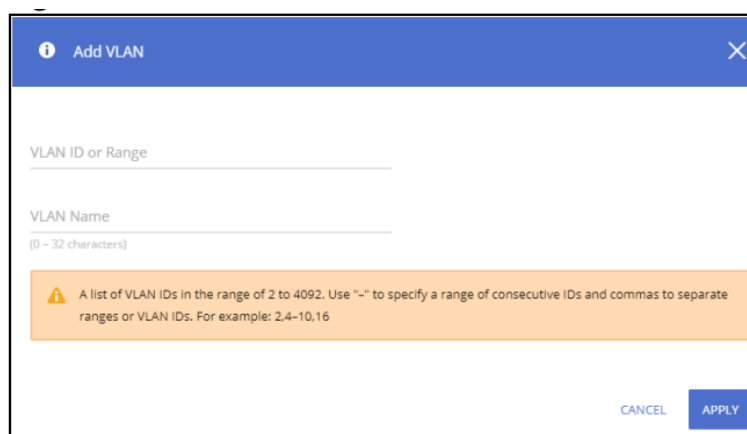 Add VLAN
VLAN ID or Range
VLAN Name
(0 – 32 characters)
A list of VLAN IDs in the range of 2 to 4092. Use "–" to specify a range of consecutive IDs and commas to separate
ranges or VLAN IDs. For example: 2,4–10,16
CANCEL APPLY